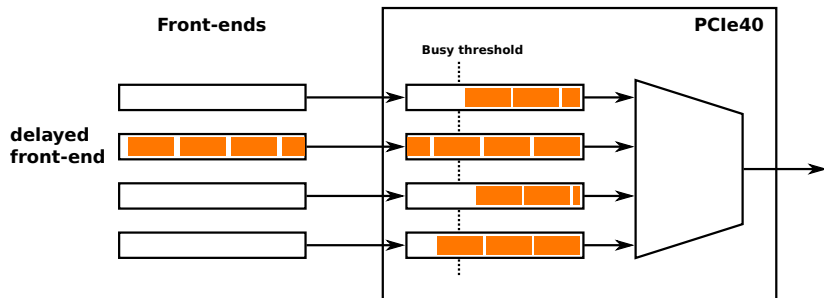 Front-ends
PCIe40
Busy threshold
delayed
front-end